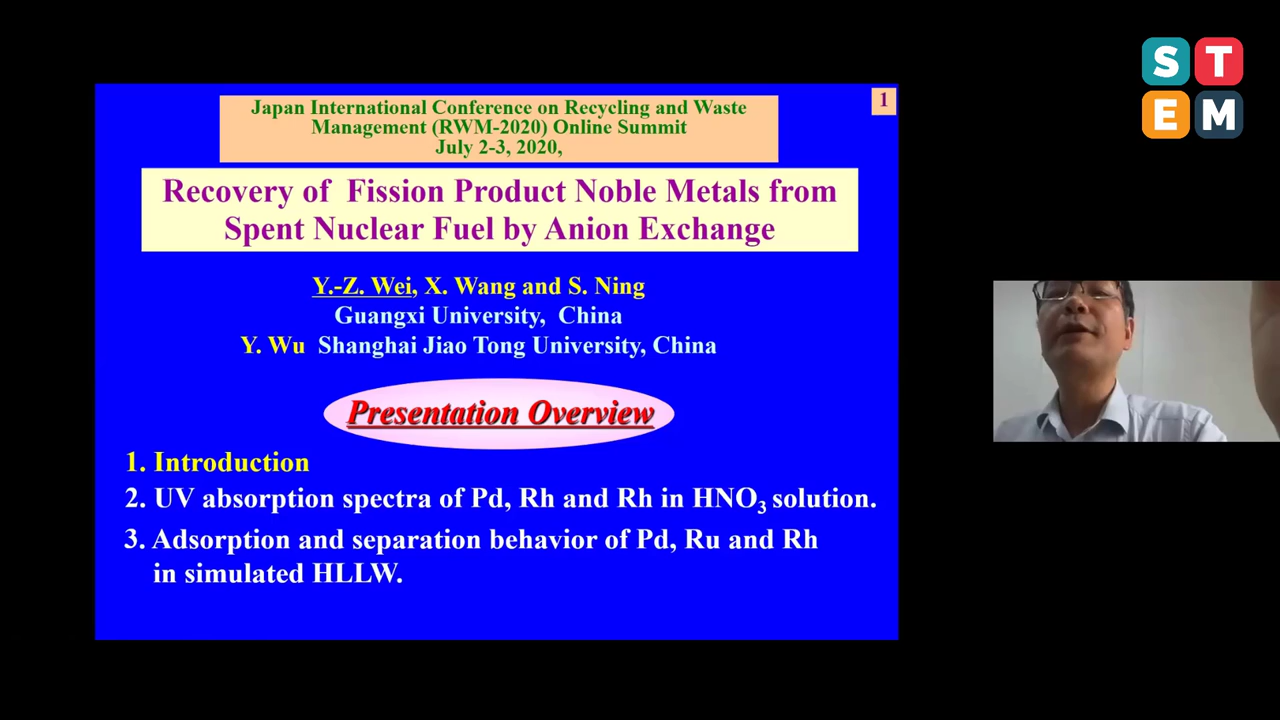 Japan International Conference on Recycling and Waste
Management (RWM-2020) Online Summit
July 2-3, 2020,
1
Recovery of Fission Product Noble Metals from
Spent Nuclear Fuel by Anion Exchange
Y.-Z. Wei, X. Wang and S. Ning
Guangxi University, China
Y. Wu Shanghai Jiao Tong University, China
Presentation Overview
1. Introduction
2. UV absorption spectra of Pd, Rh and Rh in HNO3 solution.
3. Adsorption and separation behavior of Pd, Ru and Rh
in simulated HLLW.
S T
E M